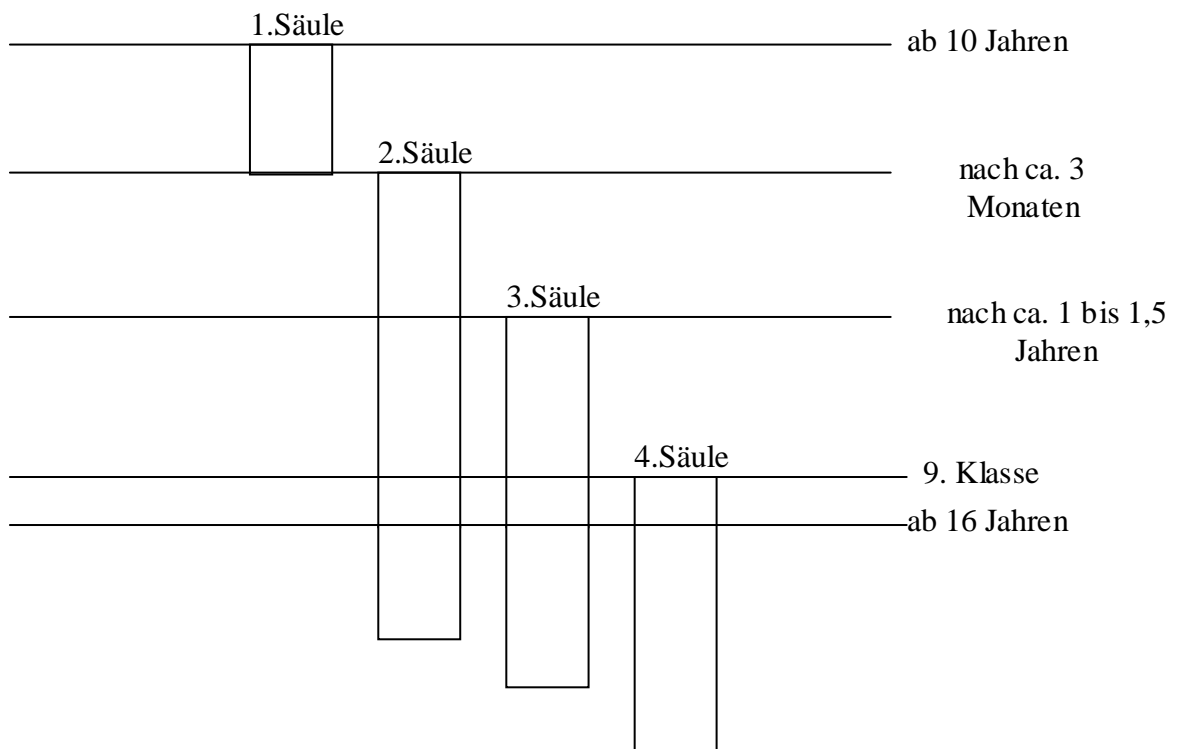 1.Säule
ab 10 Jahren
2.Säule
nach ca. 3
Monaten
3.Säule
nach ca. 1 bis 1,5
Jahren
4.Säule
9. Klasse
ab 16 Jahren